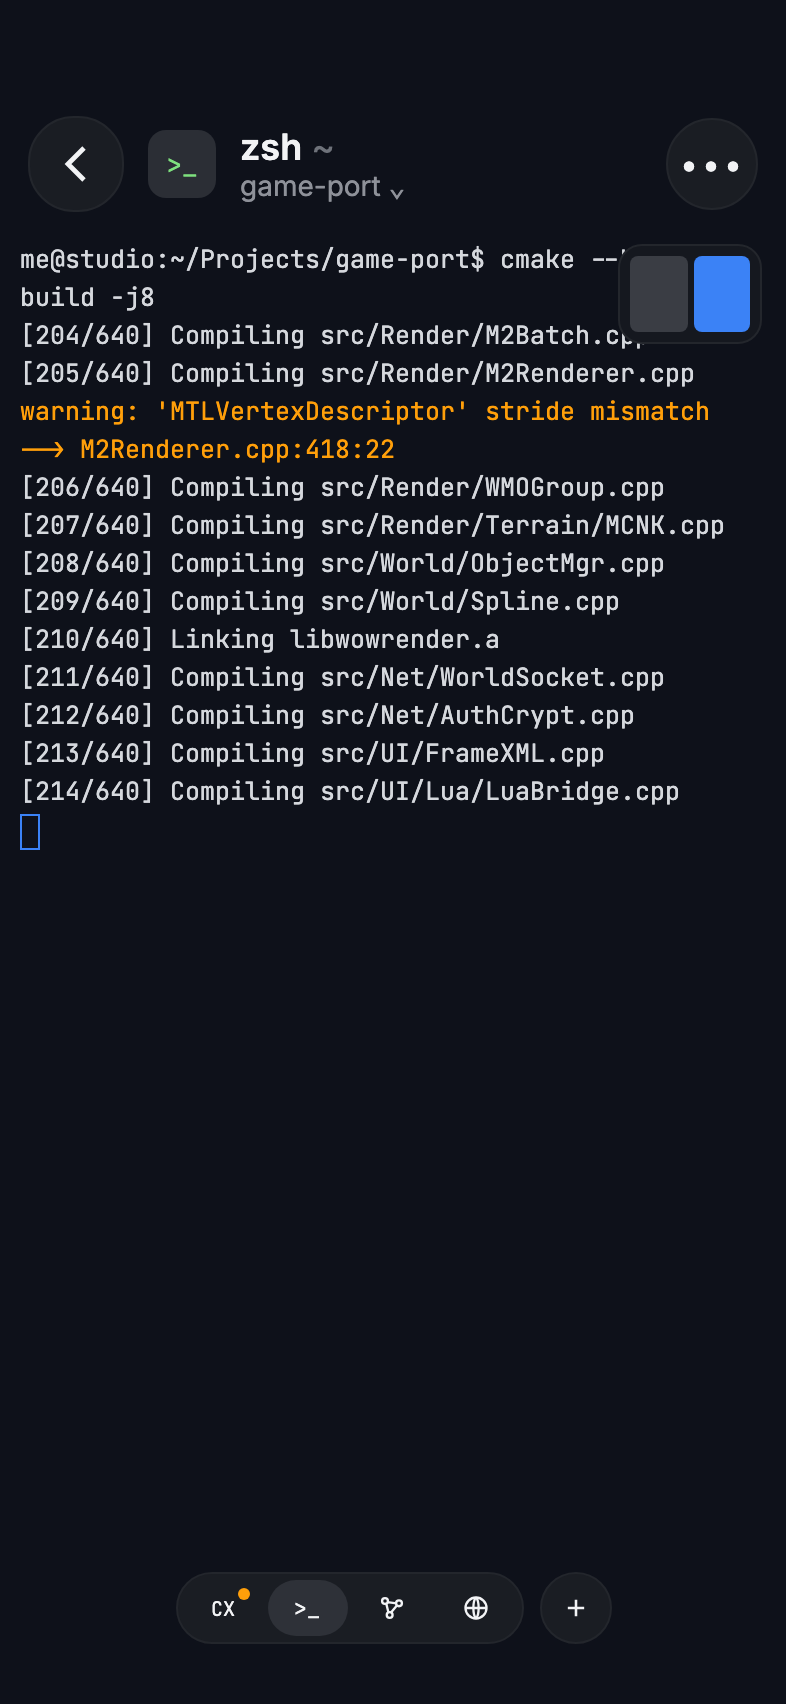 zsh ~
game-port
me@studio:~/Projects/game-port$ cmake
build -j8
[204/640] Compiling src/Render/M2Batch.cpp
[205/640] Compiling src/Render/M2Renderer.cpp
warning: 'MTLVertexDescriptor' stride mismatch
--> M2Renderer.cpp:418:22
[206/640] Compiling src/Render/WMOGroup.cpp
[207/640] Compiling src/Render/Terrain/MCNK.cpp
[208/640] Compiling src/World/ObjectMgr.cpp
[209/640] Compiling src/World/Spline.cpp
[210/640] Linking libwowrender.a
[211/640] Compiling src/Net/WorldSocket.cpp
[212/640] Compiling src/Net/AuthCrypt.cpp
[213/640] Compiling src/UI/FrameXML.cpp
[214/640] Compiling src/UI/Lua/LuaBridge.cpp
CX